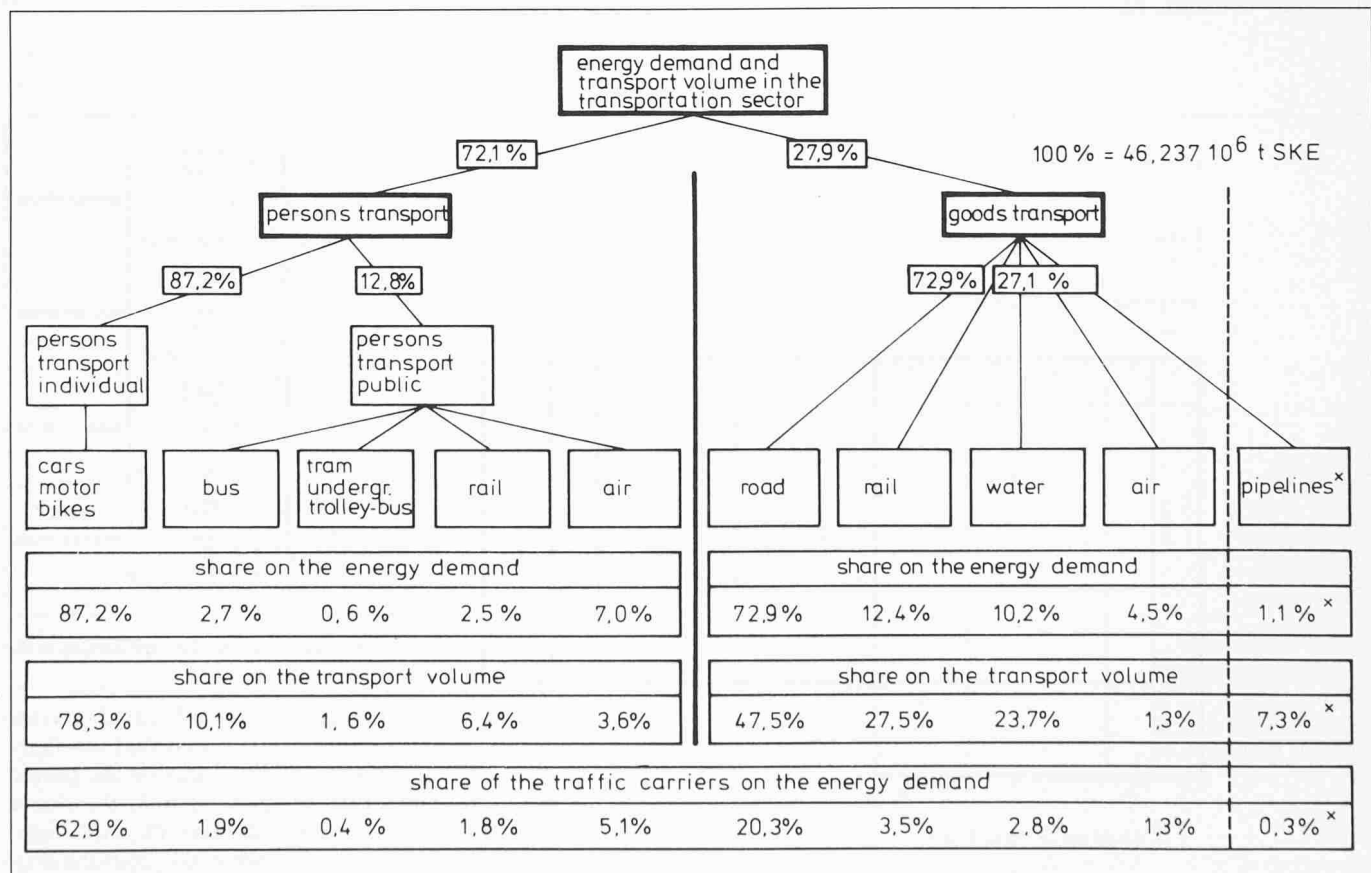 energy demand and
transport volume in the
transportation sector
72,1 %
27,9%
100 % = 46,237 10⁶ t SKE
persons transport
goods transport
87,2%
12,8%
72,9%
27,1 %
persons
transport
individual
persons
transport
public
cars
motor
bikes
bus
tram
undergr.
trolley-bus
rail
air
road
rail
water
air
pipelines ˣ
share on the energy demand
87,2% 2,7 % 0,6 % 2,5% 7,0%
share on the energy demand
72,9% 12,4% 10,2% 4,5% 1,1 % ˣ
share on the transport volume
78,3% 10,1% 1,6% 6,4% 3,6%
share on the transport volume
47,5% 27,5% 23,7% 1,3% 7,3% ˣ
share of the traffic carriers on the energy demand
62,9% 1,9% 0,4 % 1,8% 5,1% 20,3% 3,5% 2,8% 1,3% 0,3% ˣ